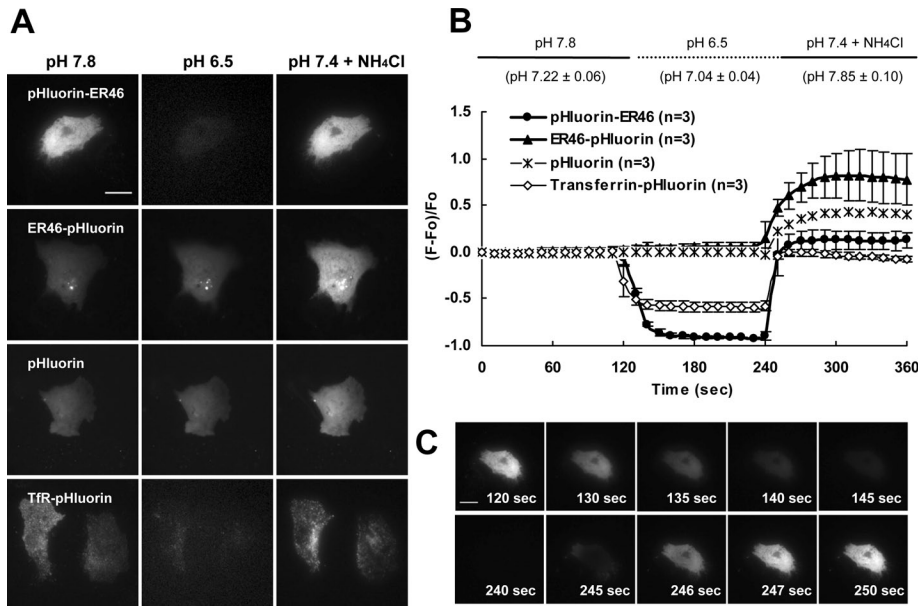 A
pH 7.8 pH 6.5 pH 7.4 + NH₄Cl
pHluorin-ER46
ER46-pHluorin
pHluorin
TfR-pHluorin
B
pH 7.8 pH 6.5 pH 7.4 + NH₄Cl
(pH 7.22 ± 0.06) (pH 7.04 ± 0.04) (pH 7.85 ± 0.10)
pHluorin-ER46 (n=3)
ER46-pHluorin (n=3)
pHluorin (n=3)
Transferrin-pHluorin (n=3)
(F-Fo)/Fo
1.5
1.0
0.5
0.0
-0.5
-1.0
0 60 120 180 240 300 360
Time (sec)
C
120 sec 130 sec 135 sec 140 sec 145 sec
240 sec 245 sec 246 sec 247 sec 250 sec